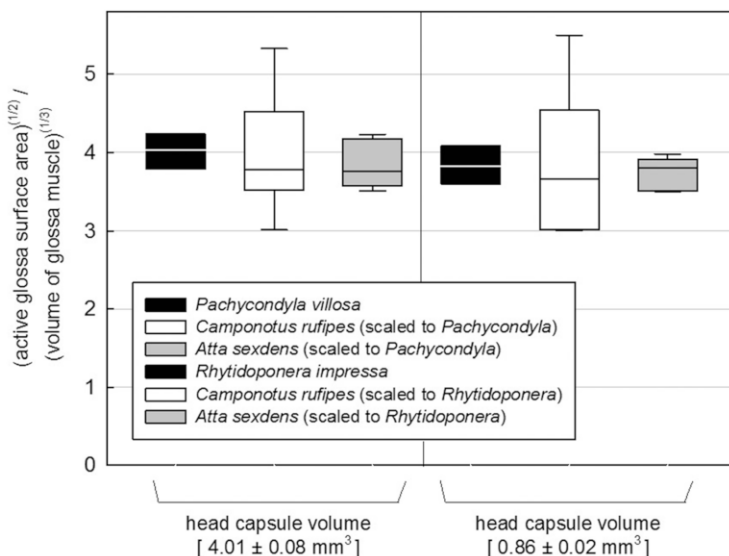 (active glossa surface area)^(1/2) /
(volume of glossa muscle)^(1/3)
5
4
3
2
1
0
Pachycondyla villosa
Camponotus rufipes (scaled to Pachycondyla)
Atta sexdens (scaled to Pachycondyla)
Rhytidoponera impressa
Camponotus rufipes (scaled to Rhytidoponera)
Atta sexdens (scaled to Rhytidoponera)
head capsule volume
[ 4.01 ± 0.08 mm³ ]
head capsule volume
[ 0.86 ± 0.02 mm³ ]